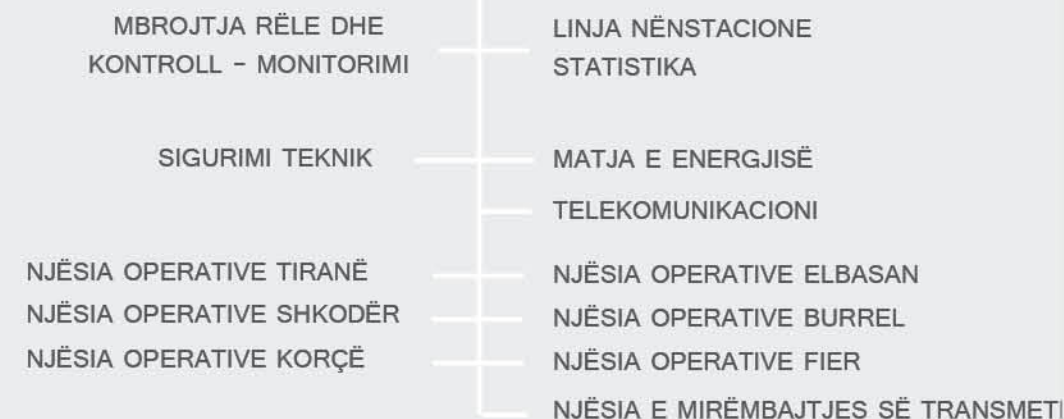 MBROJTJA RËLE DHE
KONTROLL – MONITORIMI
LINJA NËNSTACIONE
STATISTIKA
SIGURIMI TEKNIK
MATJA E ENERGJISË
TELEKOMUNIKACIONI
NJËSIA OPERATIVE TIRANË
NJËSIA OPERATIVE ELBASAN
NJËSIA OPERATIVE SHKODËR
NJËSIA OPERATIVE BURREL
NJËSIA OPERATIVE KORÇË
NJËSIA OPERATIVE FIER
NJËSIA E MIRËMBAJTJES SË TRANSMETI